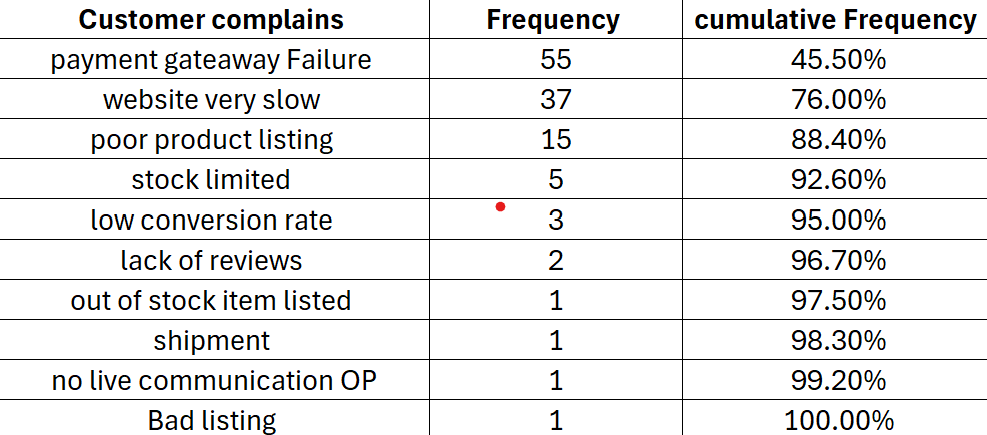 Customer complains Frequency cumulative Frequency
payment gateaway Failure 55 45.50%
website very slow 37 76.00%
poor product listing 15 88.40%
stock limited 5 92.60%
low conversion rate 3 95.00%
lack of reviews 2 96.70%
out of stock item listed 1 97.50%
shipment 1 98.30%
no live communication OP 1 99.20%
Bad listing 1 100.00%